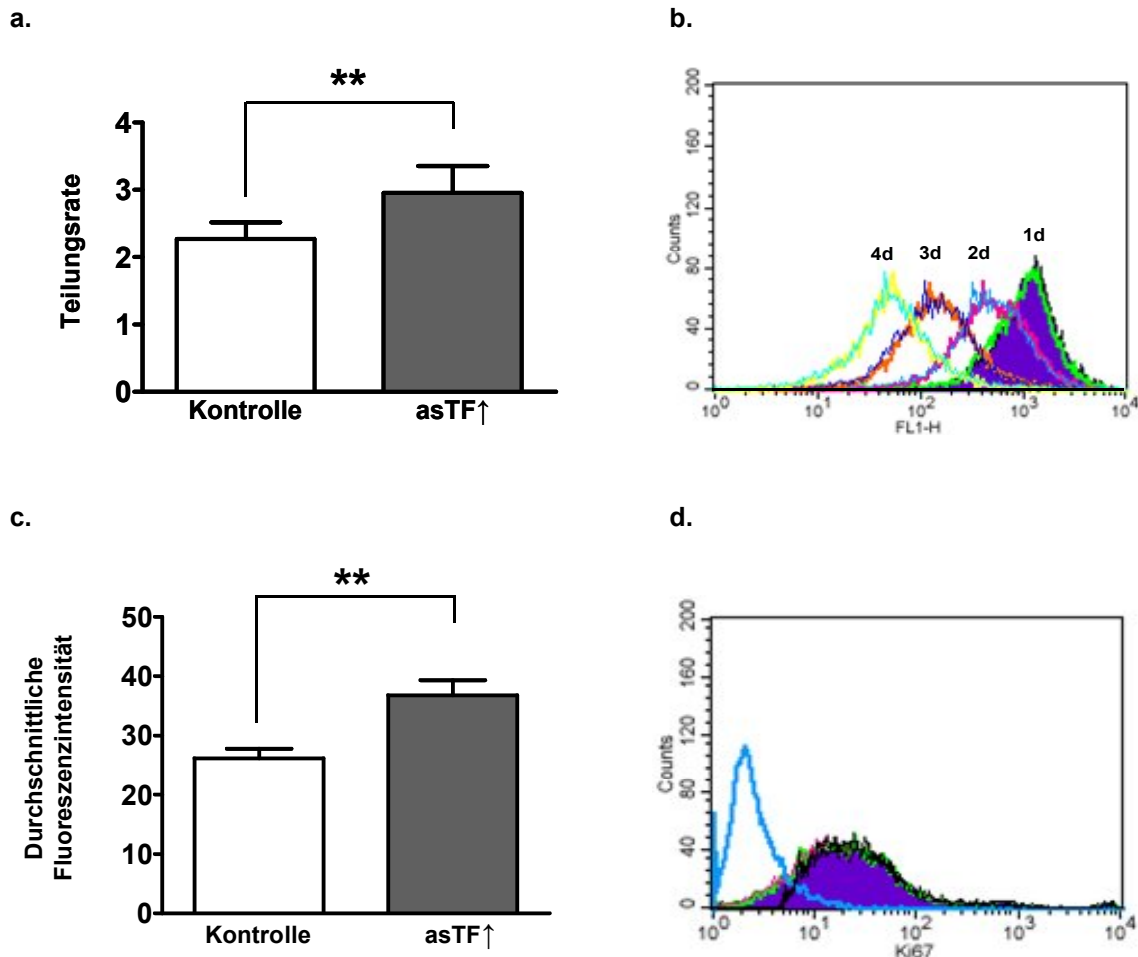 a.
**
4
3
2
1
0
Teilungsrate
Kontrolle
asTF↑
b.
200
160
120
80
40
0
Counts
4d
3d
2d
1d
10⁰
10¹
10²
10³
10⁴
FL1-H
c.
**
50
40
30
20
10
0
Durchschnittliche
Fluoreszenzintensität
Kontrolle
asTF↑
d.
200
160
120
80
40
0
Counts
10⁰
10¹
10²
10³
10⁴
Ki67